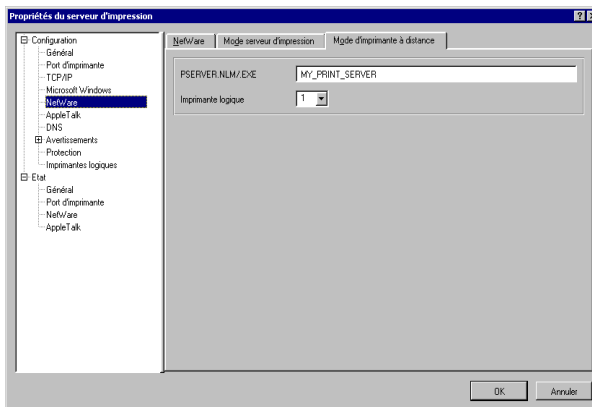 Propriétés du serveur d'impression
Configuration
Général
Port d'imprimante
TCP/IP
Microsoft Windows
NetWare
AppleTalk
DNS
Avertissements
Protection
Imprimantes logiques
Etat
Général
Port d'imprimante
NetWare
AppleTalk
NetWare
Mode serveur d'impression
Mode d'imprimante à distance
PSERVER.NLM/.EXE
MY_PRINT_SERVER
Imprimante logique
1
OK
Annuler